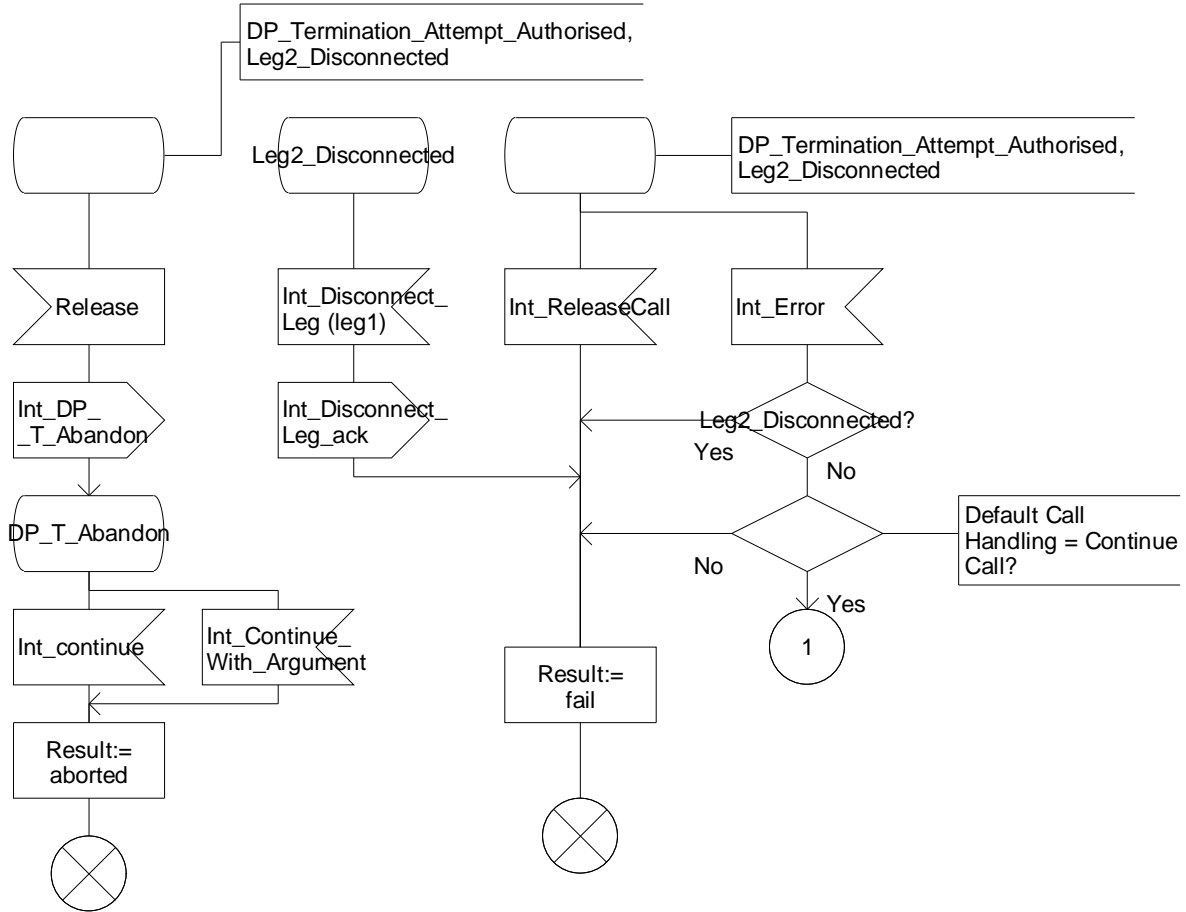 DP_Termination_Attempt_Authorised,
Leg2_Disconnected
Leg2_Disconnected
DP_Termination_Attempt_Authorised,
Leg2_Disconnected
Release
Int_Disconnect_
Leg (leg1)
Int_ReleaseCall
Int_Error
Int_DP_
_T_Abandon
Int_Disconnect_
Leg_ack
Leg2_Disconnected?
Yes
No
DP_T_Abandon
Default Call
Handling = Continue
Call?
No
Yes
Int_continue
Int_Continue_
With_Argument
1
Result:=
fail
Result:=
aborted